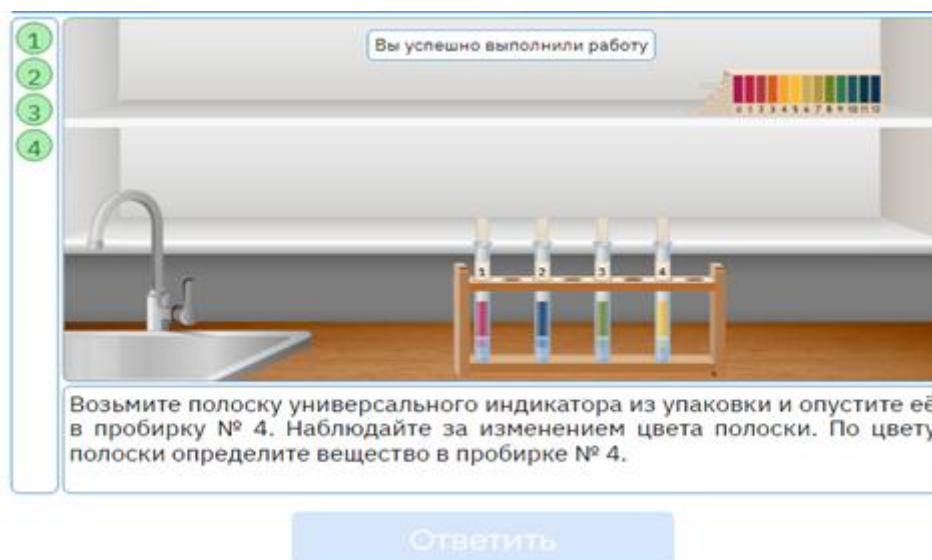 1
2
3
4
Вы успешно выполнили работу
0 1 2 3 4 5 6 7 8 9 10 11 12
1 2 3 4
Возьмите полоску универсального индикатора из упаковки и опустите её
в пробирку № 4. Наблюдайте за изменением цвета полоски. По цвету
полоски определите вещество в пробирке № 4.
Ответить